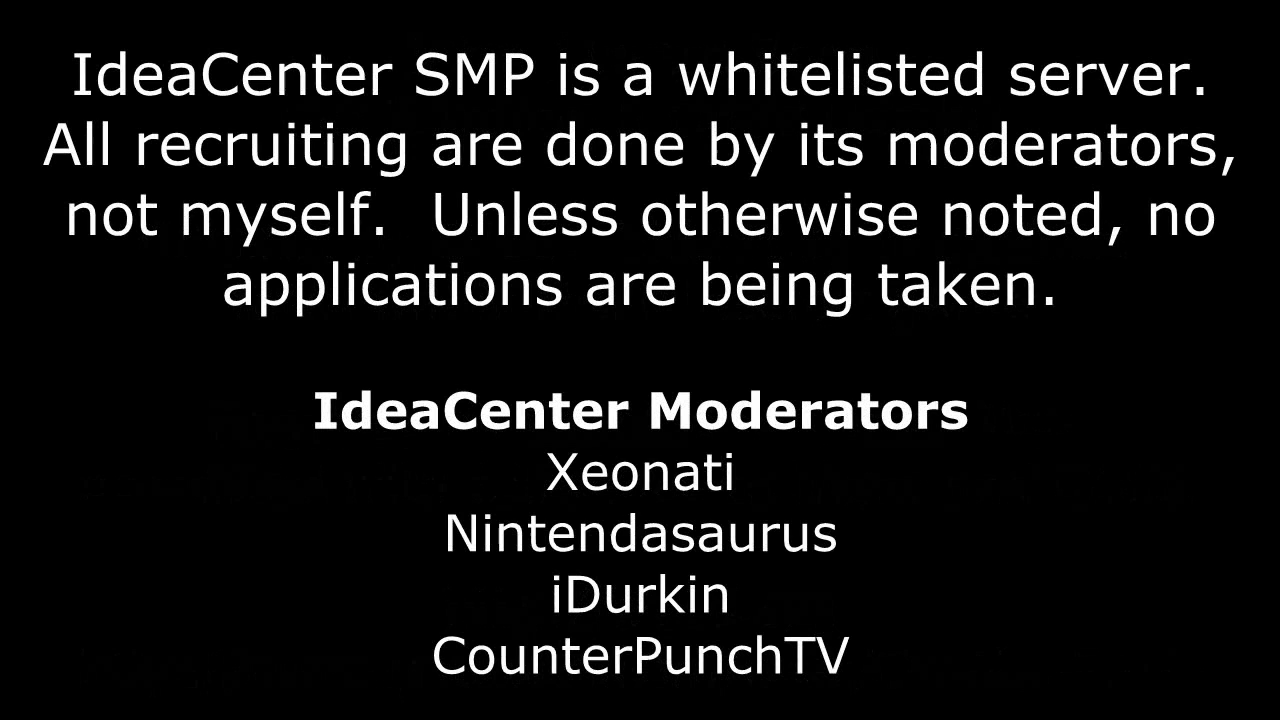 IdeaCenter SMP is a whitelisted server.
All recruiting are done by its moderators,
not myself.  Unless otherwise noted, no
applications are being taken.
IdeaCenter Moderators
Xeonati
Nintendasaurus
iDurkin
CounterPunchTV